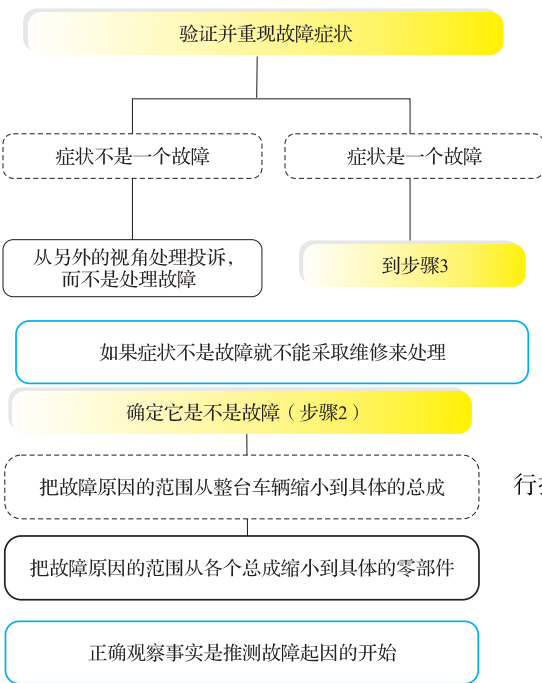 验证并重现故障症状
症状不是一个故障
症状是一个故障
从另外的视角处理投诉，
而不是处理故障
到步骤3
如果症状不是故障就不能采取维修来处理
确定它是不是故障（步骤2）
把故障原因的范围从整台车辆缩小到具体的总成
行
把故障原因的范围从各个总成缩小到具体的零部件
正确观察事实是推测故障起因的开始